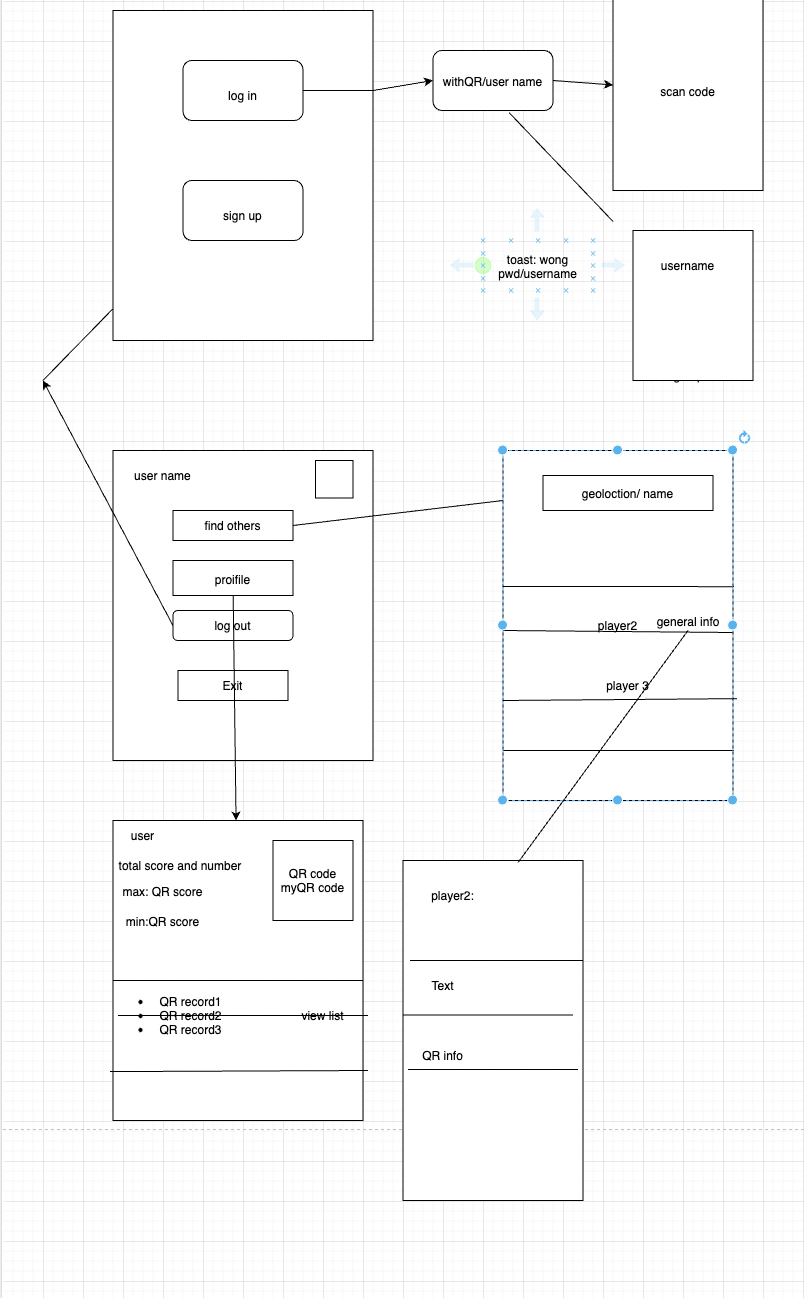 log in
withQR/user name
scan code
sign up
toast: wong
pwd/username
username
user name
find others
proifile
log out
Exit
geoloction/ name
player2
general info
player 3
user
total score and number
max: QR score
min:QR score
QR code
myQR code
QR record1
QR record2
QR record3
view list
player2:
Text
QR info